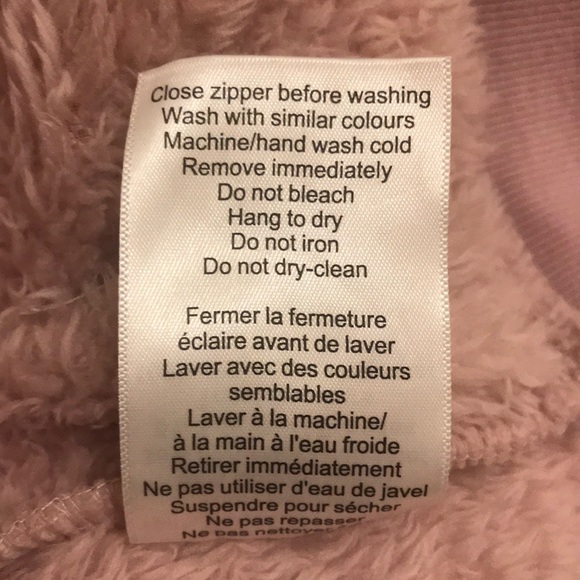 Close zipper before washing
Wash with similar colours
Machine/hand wash cold
Remove immediately
Do not bleach
Hang to dry
Do not iron
Do not dry-clean
Fermer la fermeture
éclaire avant de laver
Laver avec des couleurs
semblables
Laver à la machine/
à la main à l'eau froide
Retirer immédiatement
Ne pas utiliser d'eau de javel
Suspendre pour sécher
Ne pas repasser
Ne pas nettoyer